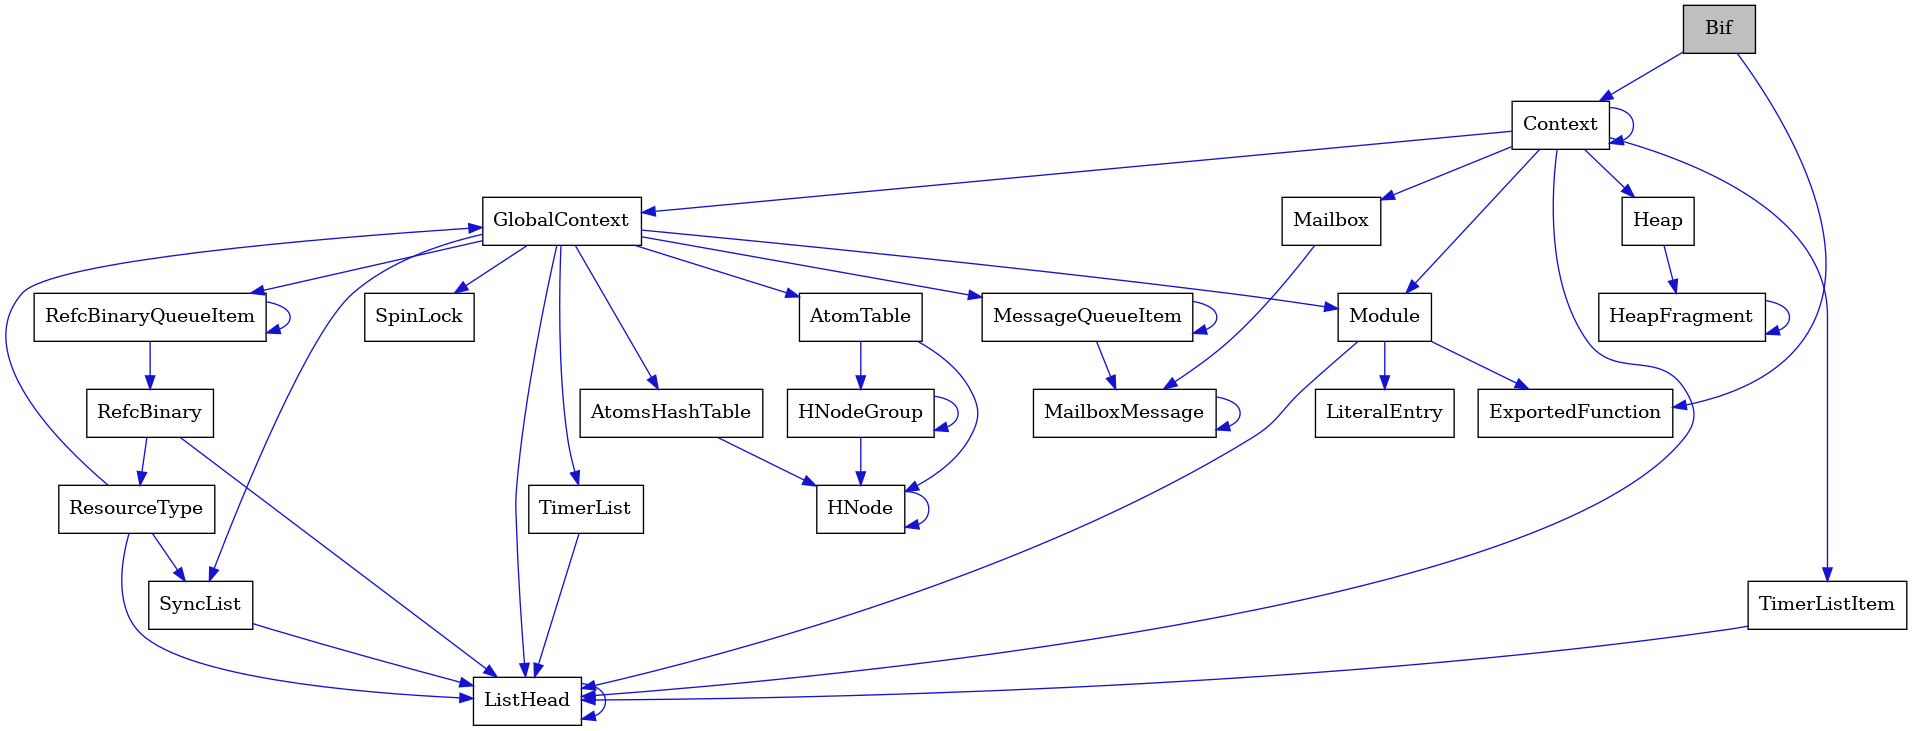 Bif
Context
GlobalContext
Mailbox
Heap
RefcBinaryQueueItem
SpinLock
AtomTable
MessageQueueItem
Module
HeapFragment
RefcBinary
AtomsHashTable
HNodeGroup
MailboxMessage
LiteralEntry
ExportedFunction
ResourceType
TimerList
HNode
SyncList
TimerListItem
ListHead